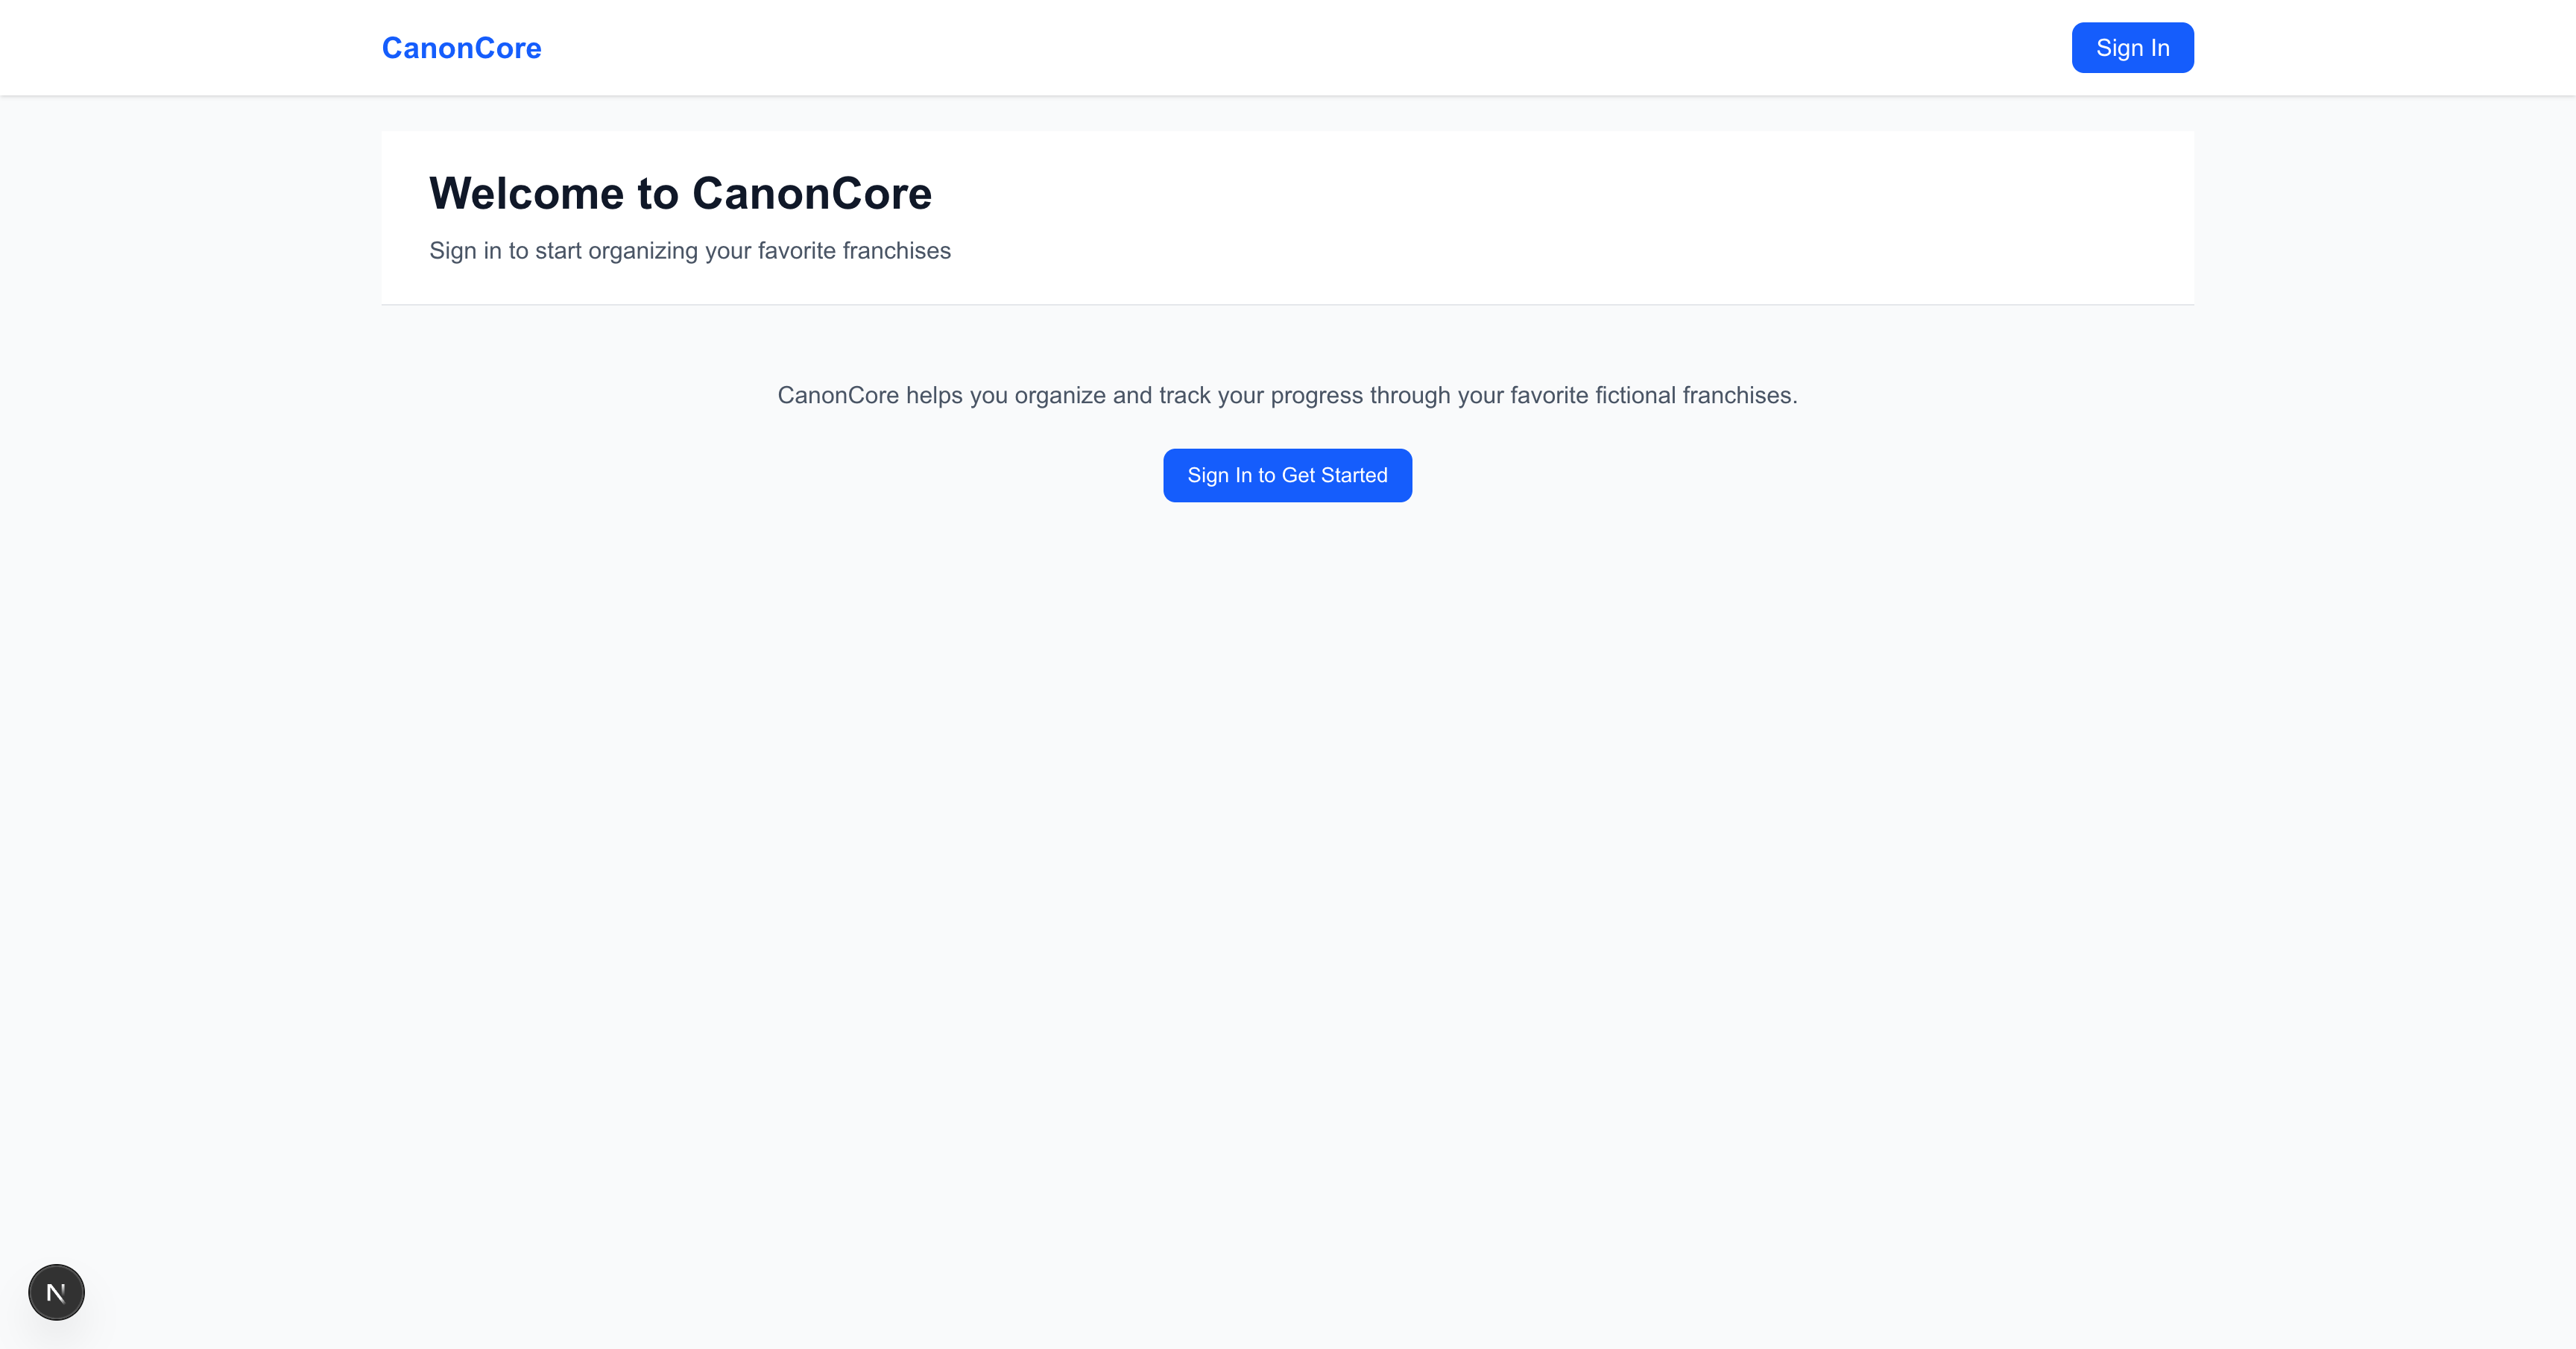 CanonCore
Sign In
Welcome to CanonCore
Sign in to start organizing your favorite franchises
CanonCore helps you organize and track your progress through your favorite fictional franchises.
Sign In to Get Started
N